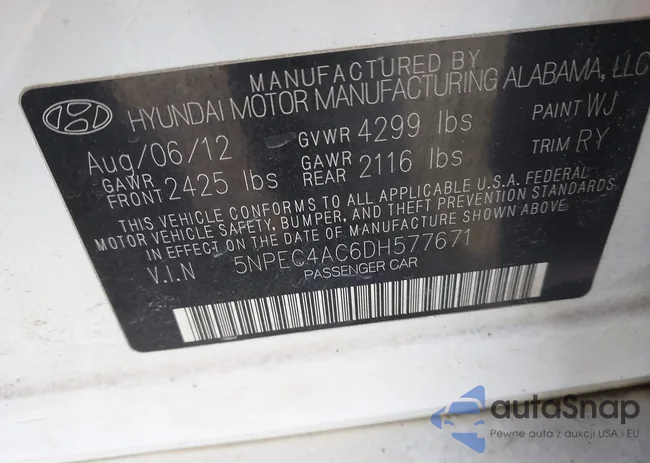 MANUFACTURED BY
HYUNDAI MOTOR MANUFACTURING ALABAMA, LLC
Aug/06/12 GVWR 4299 lbs PAINT WJ
GAWR FRONT 2425 lbs GAWR REAR 2116 lbs TRIM RY
THIS VEHICLE CONFORMS TO ALL APPLICABLE U.S.A. FEDERAL
MOTOR VEHICLE SAFETY, BUMPER, AND THEFT PREVENTION STANDARDS
IN EFFECT ON THE DATE OF MANUFACTURE SHOWN ABOVE.
V.I.N 5NPEC4AC6DH577671
PASSENGER CAR
autoSnap
Pewne auta z aukcji USA i EU